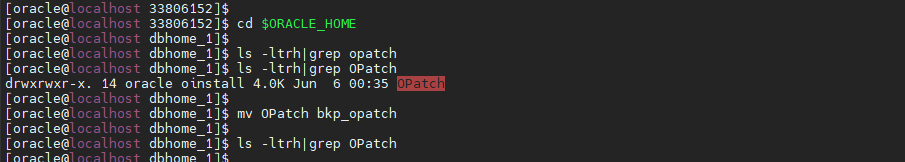 [oracle@localhost 33806152]$
[oracle@localhost 33806152]$ cd $ORACLE_HOME
[oracle@localhost dbhome_1]$
[oracle@localhost dbhome_1]$ ls -ltrh|grep opatch
[oracle@localhost dbhome_1]$ ls -ltrh|grep OPatch
drwxrwxr-x. 14 oracle oinstall 4.0K Jun  6 00:35 OPatch
[oracle@localhost dbhome_1]$
[oracle@localhost dbhome_1]$ mv OPatch bkp_opatch
[oracle@localhost dbhome_1]$
[oracle@localhost dbhome_1]$ ls -ltrh|grep OPatch
[oracle@localhost dbhome_1]$